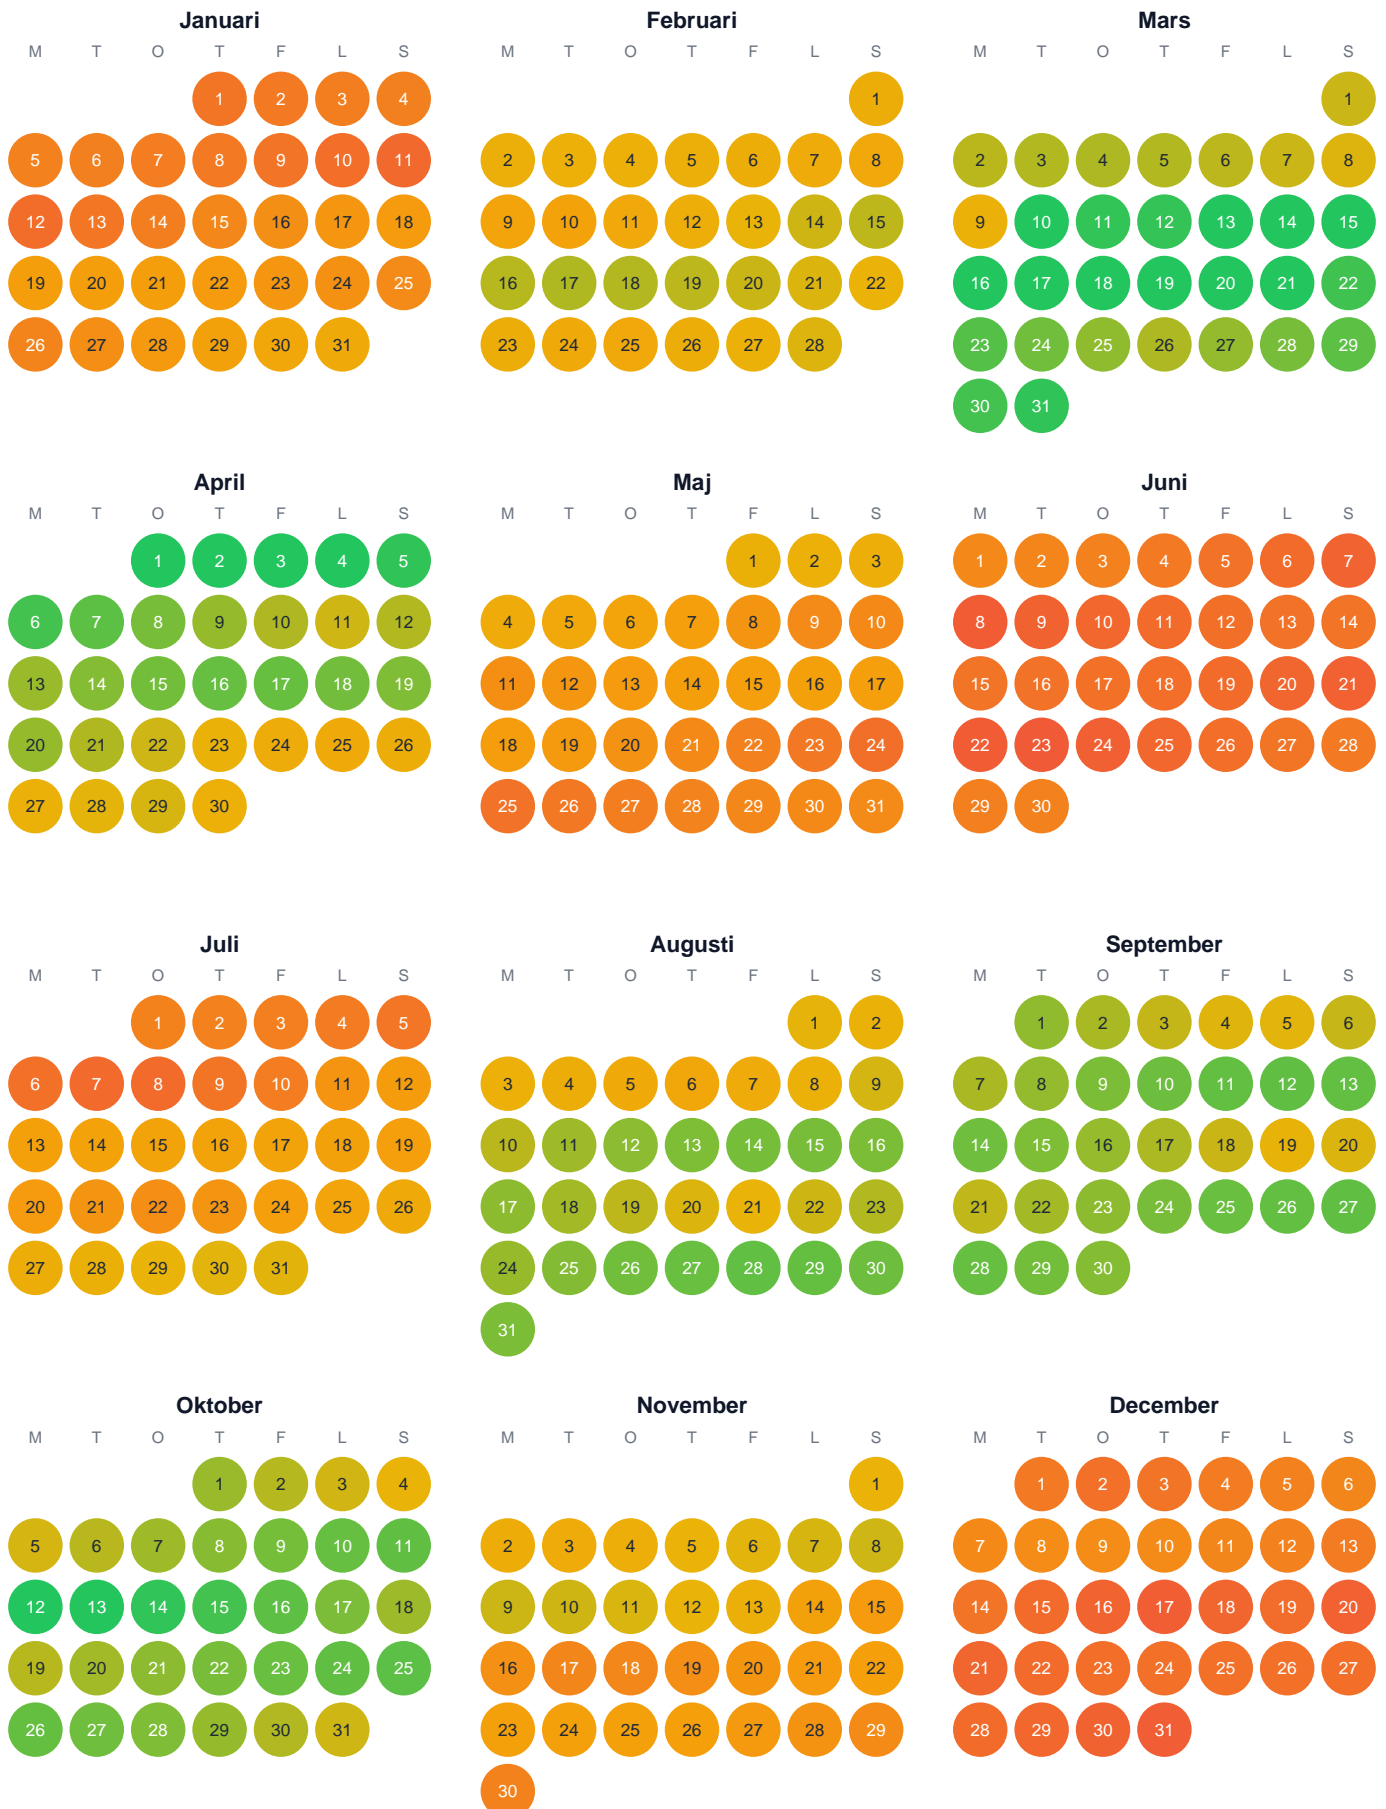 Januari Februari Mars
M T O T F L S M T O T F L S M T O T F L S
1 2 3 4 1 1
5 6 7 8 9 10 11 2 3 4 5 6 7 8 2 3 4 5 6 7 8
12 13 14 15 16 17 18 9 10 11 12 13 14 15 9 10 11 12 13 14 15
19 20 21 22 23 24 25 16 17 18 19 20 21 22 16 17 18 19 20 21 22
26 27 28 29 30 31 23 24 25 26 27 28 23 24 25 26 27 28 29
30 31
April Maj Juni
M T O T F L S M T O T F L S M T O T F L S
1 2 3 4 5 1 2 3 1 2 3 4 5 6 7
6 7 8 9 10 11 12 4 5 6 7 8 9 10 8 9 10 11 12 13 14
13 14 15 16 17 18 19 11 12 13 14 15 16 17 15 16 17 18 19 20 21
20 21 22 23 24 25 26 18 19 20 21 22 23 24 22 23 24 25 26 27 28
27 28 29 30 25 26 27 28 29 30 31 29 30
Juli Augusti September
M T O T F L S M T O T F L S M T O T F L S
1 2 3 4 5 1 2 1 2 3 4 5 6
6 7 8 9 10 11 12 3 4 5 6 7 8 9 7 8 9 10 11 12 13
13 14 15 16 17 18 19 10 11 12 13 14 15 16 14 15 16 17 18 19 20
20 21 22 23 24 25 26 17 18 19 20 21 22 23 21 22 23 24 25 26 27
27 28 29 30 31 24 25 26 27 28 29 30 28 29 30
31
Oktober November December
M T O T F L S M T O T F L S M T O T F L S
1 2 3 4 1 1 2 3 4 5 6
5 6 7 8 9 10 11 2 3 4 5 6 7 8 7 8 9 10 11 12 13
12 13 14 15 16 17 18 9 10 11 12 13 14 15 14 15 16 17 18 19 20
19 20 21 22 23 24 25 16 17 18 19 20 21 22 21 22 23 24 25 26 27
26 27 28 29 30 31 23 24 25 26 27 28 29 28 29 30 31
30